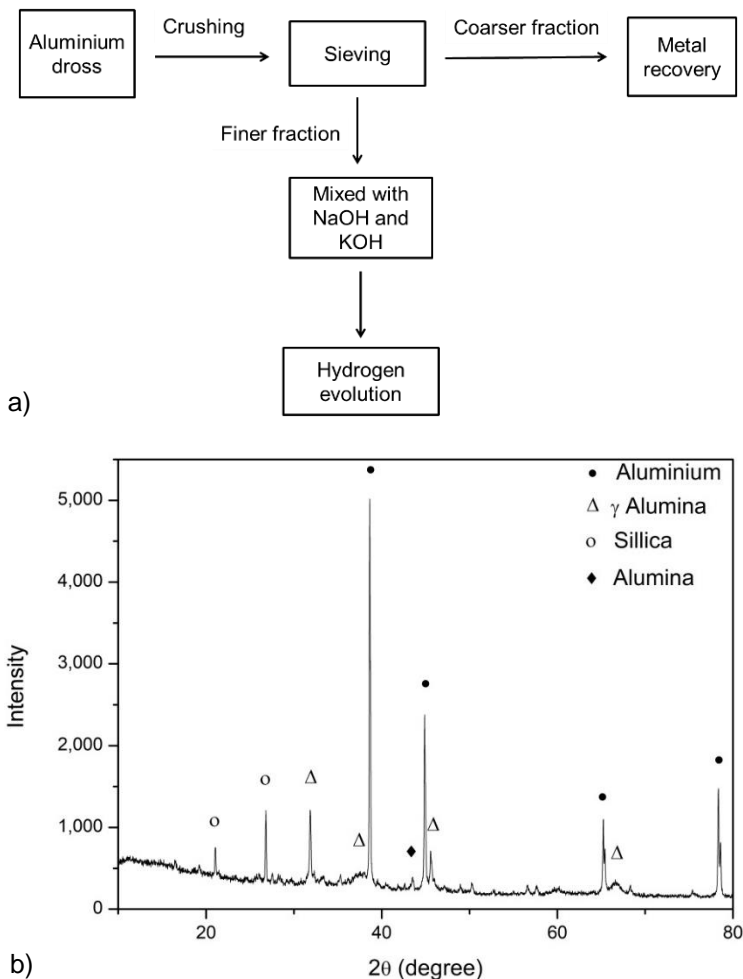 Aluminium
dross
Crushing
Sieving
Coarser fraction
Metal
recovery
Finer fraction
Mixed with
NaOH and
KOH
Hydrogen
evolution
a)
5,000
4,000
3,000
2,000
1,000
0
Intensity
● Aluminium
Δ γ Alumina
o Sillica
◆ Alumina
20
40
60
80
2θ (degree)
b)